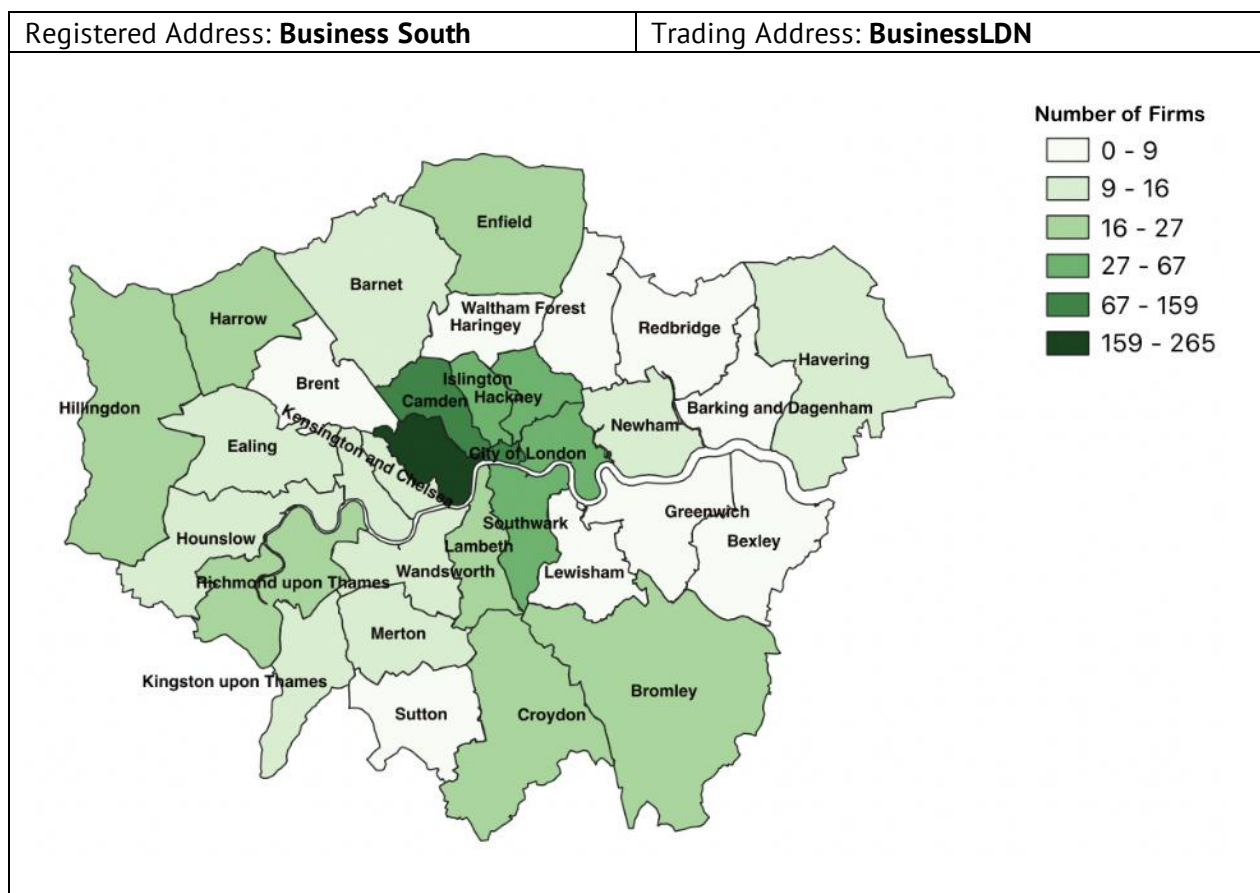 Registered Address: Business South
Trading Address: BusinessLDN
Number of Firms
0 - 9
9 - 16
16 - 27
27 - 67
67 - 159
159 - 265
Enfield
Barnet
Waltham Forest
Haringey
Harrow
Redbridge
Havering
Brent
Islington
Camden
Hackney
Hillingdon
Barking and Dagenham
Newham
Kensington and Chelsea
Ealing
City of London
Greenwich
Southwark
Hounslow
Bexley
Lambeth
Wandsworth
Lewisham
Richmond upon Thames
Merton
Kingston upon Thames
Bromley
Sutton
Croydon